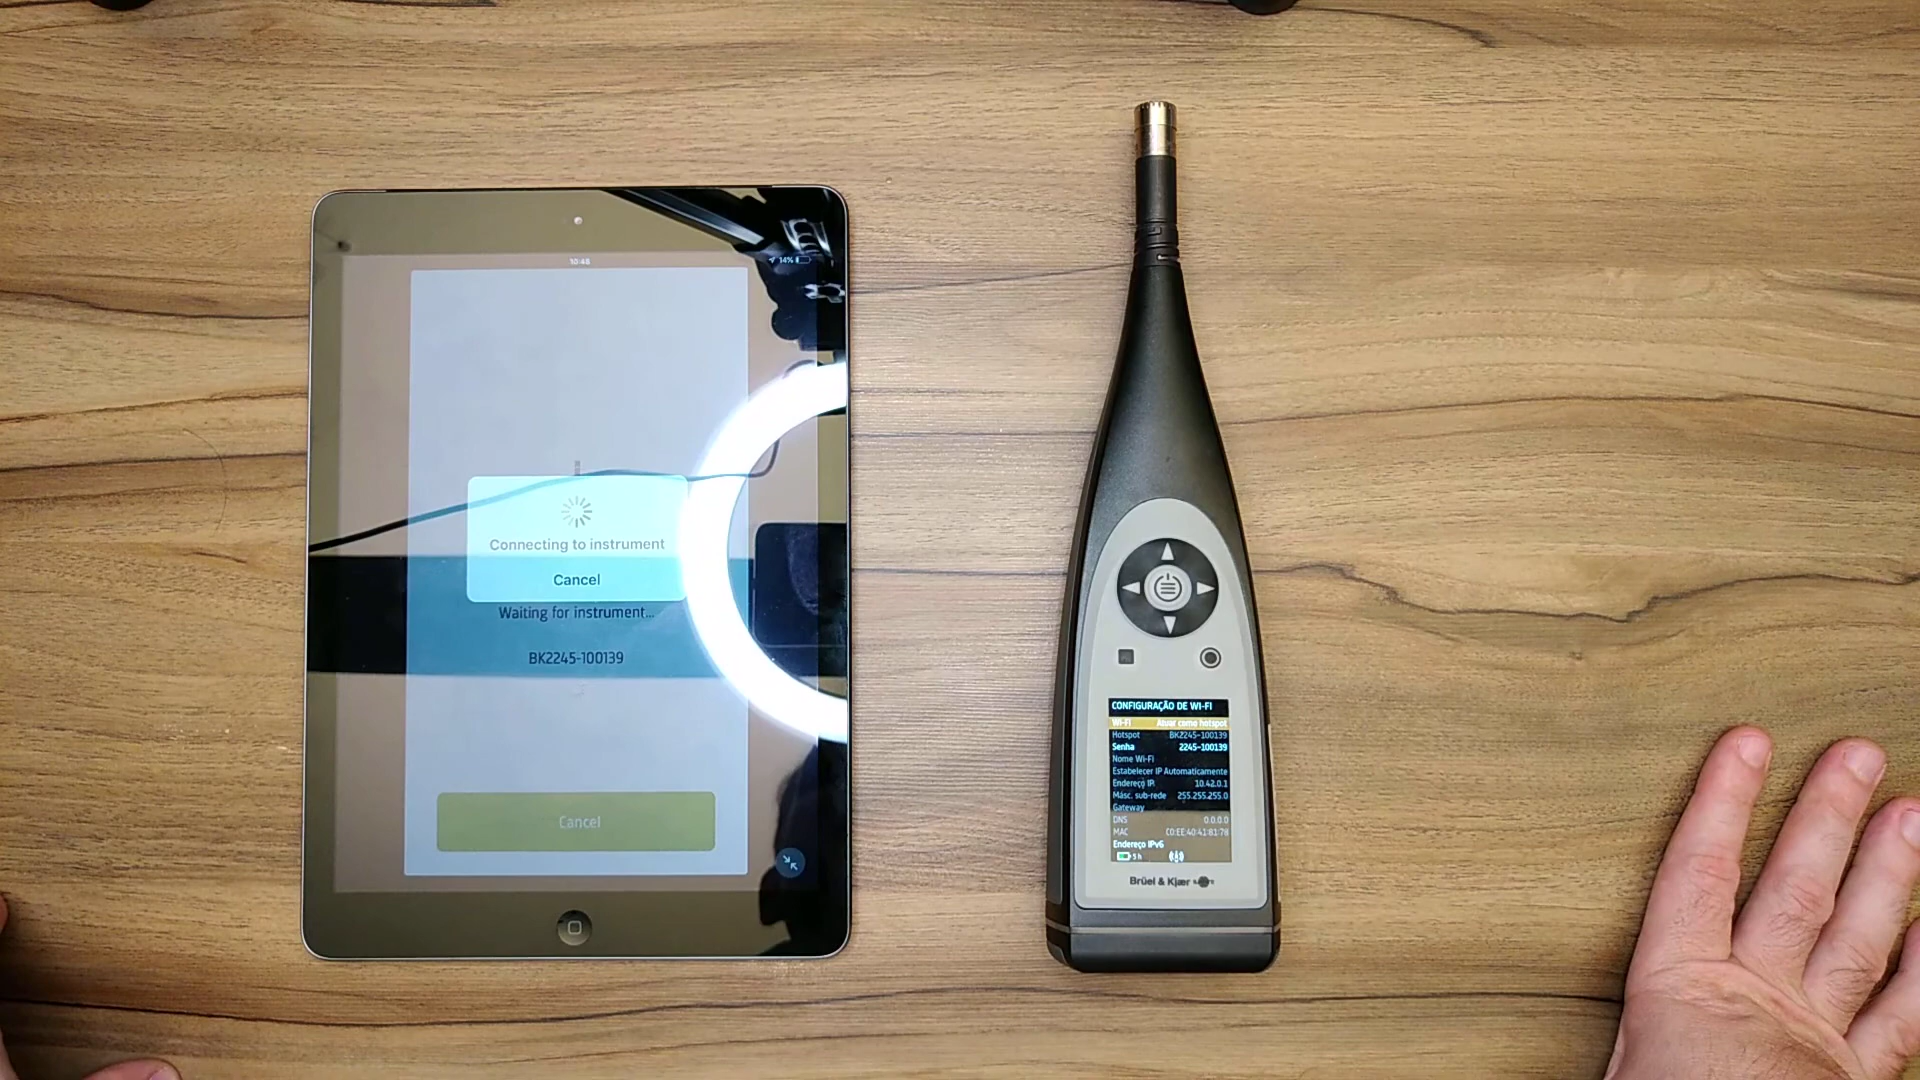 10:46
14%
Connecting to instrument
Cancel
Waiting for instrument...
BK2245-100139
Cancel
CONFIGURAÇÃO DE WI-FI
Wi-Fi Atuar como hotspot
Hotspot BK2245-100139
Senha 2245-100139
Nome Wi-Fi
Estabelecer IP Automaticamente
Endereço IP 10.42.0.1
Másc. sub-rede 255.255.255.0
Gateway
DNS 0.0.0.0
MAC C0:EE:40:41:81:78
Endereço IPv6
5 h
Brüel & Kjær